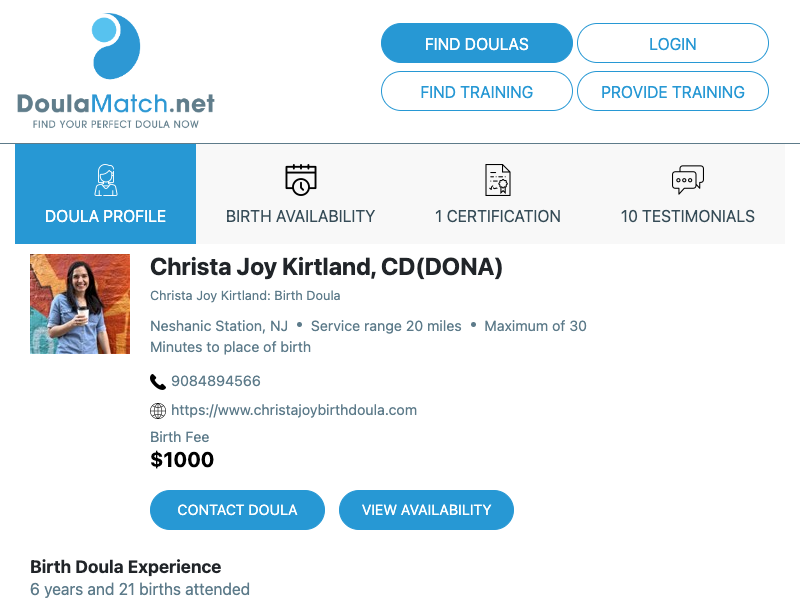 DoulaMatch.net
FIND YOUR PERFECT DOULA NOW
FIND DOULAS
LOGIN
FIND TRAINING
PROVIDE TRAINING
DOULA PROFILE
BIRTH AVAILABILITY
1 CERTIFICATION
10 TESTIMONIALS
Christa Joy Kirtland, CD(DONA)
Christa Joy Kirtland: Birth Doula
Neshanic Station, NJ • Service range 20 miles • Maximum of 30
Minutes to place of birth
9084894566
https://www.christajoybirthdoula.com
Birth Fee
$1000
CONTACT DOULA
VIEW AVAILABILITY
Birth Doula Experience
6 years and 21 births attended